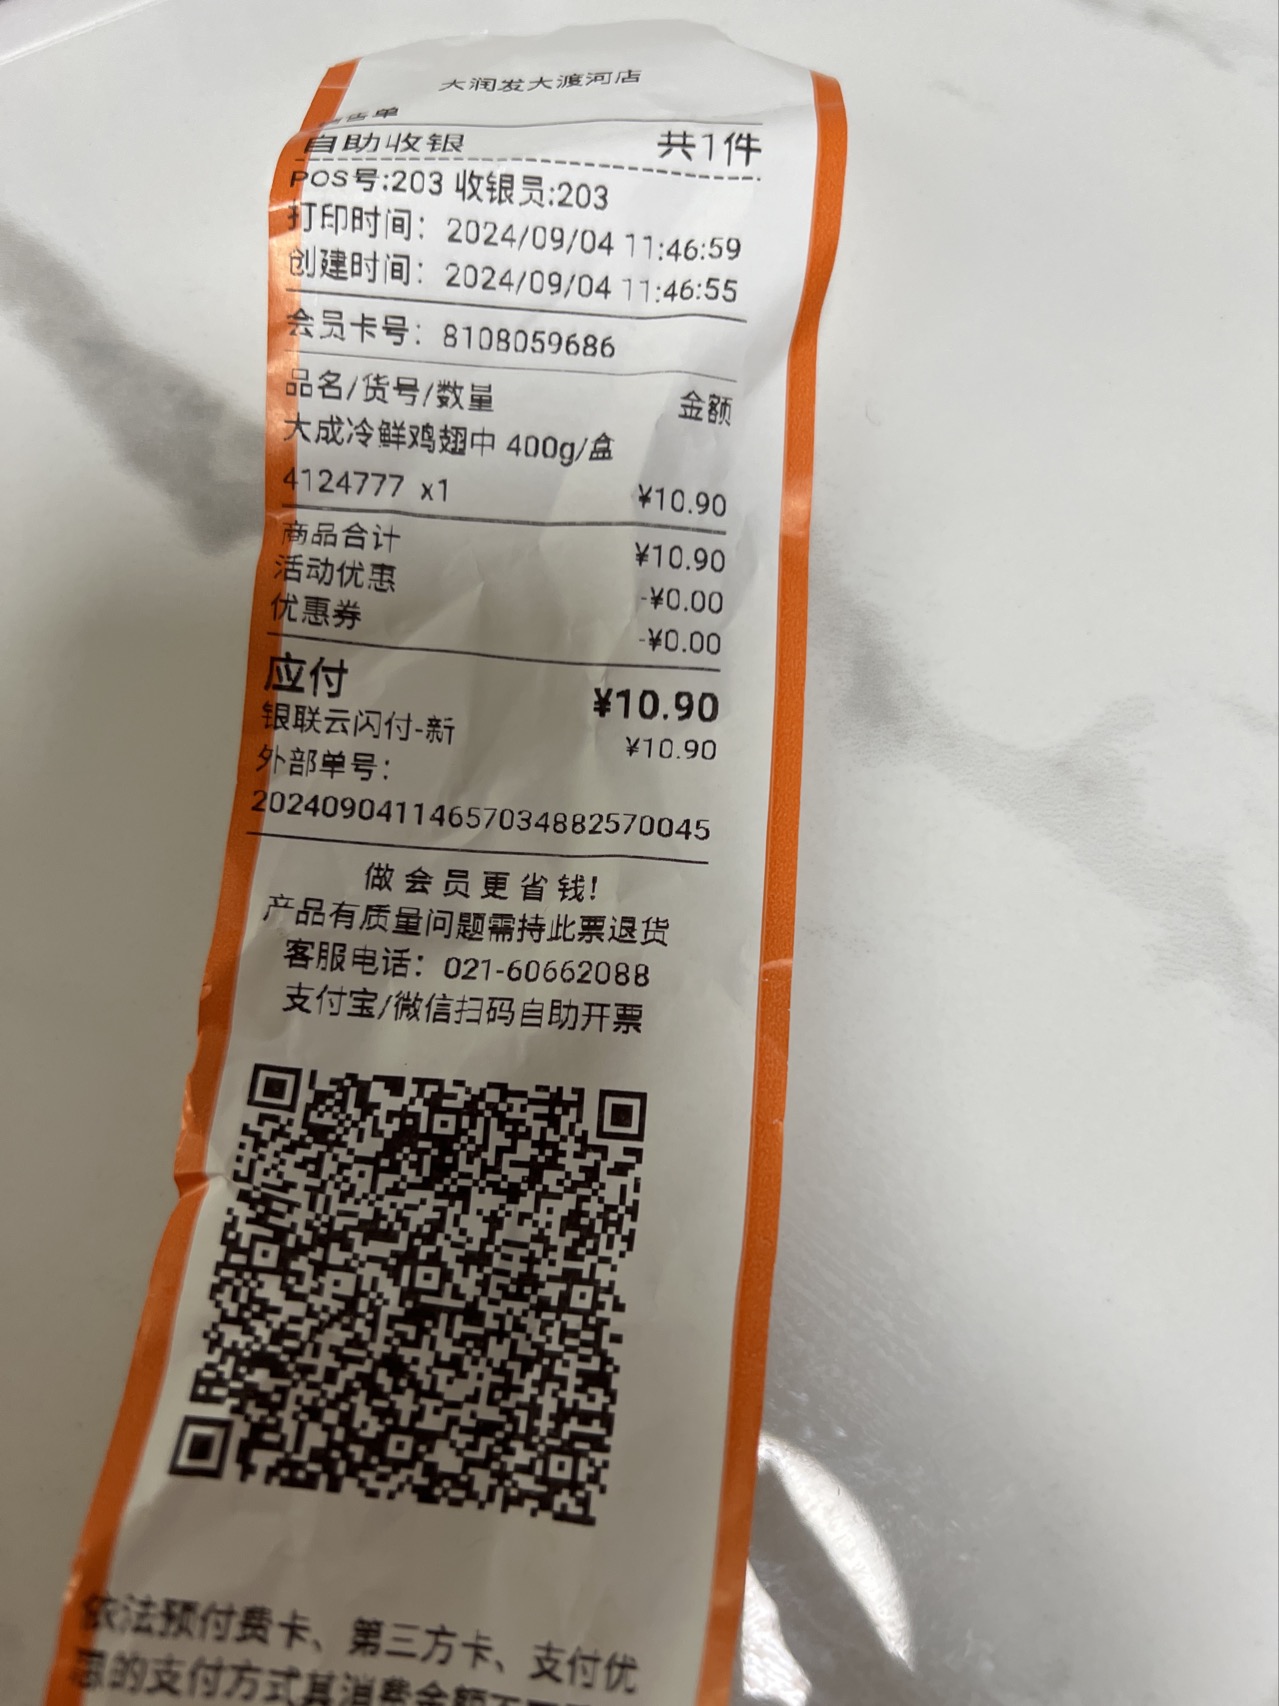 大润发大渡河店
自助收银 共1件
POS号:203 收银员:203
打印时间: 2024/09/04 11:46:59
创建时间: 2024/09/04 11:46:55
会员卡号: 8108059686
品名/货号/数量 金额
大成冷鲜鸡翅中 400g/盒
4124777 x1 ¥10.90
商品合计 ¥10.90
活动优惠 -¥0.00
优惠券 -¥0.00
应付 ¥10.90
银联云闪付-新 ¥10.90
外部单号:
2024090411465703488257​0045
做会员更省钱!
产品有质量问题需持此票退货
客服电话: 021-60662088
支付宝/微信扫码自助开票
依法预付费卡、第三方卡、支付优
惠的支付方式其消费金额不